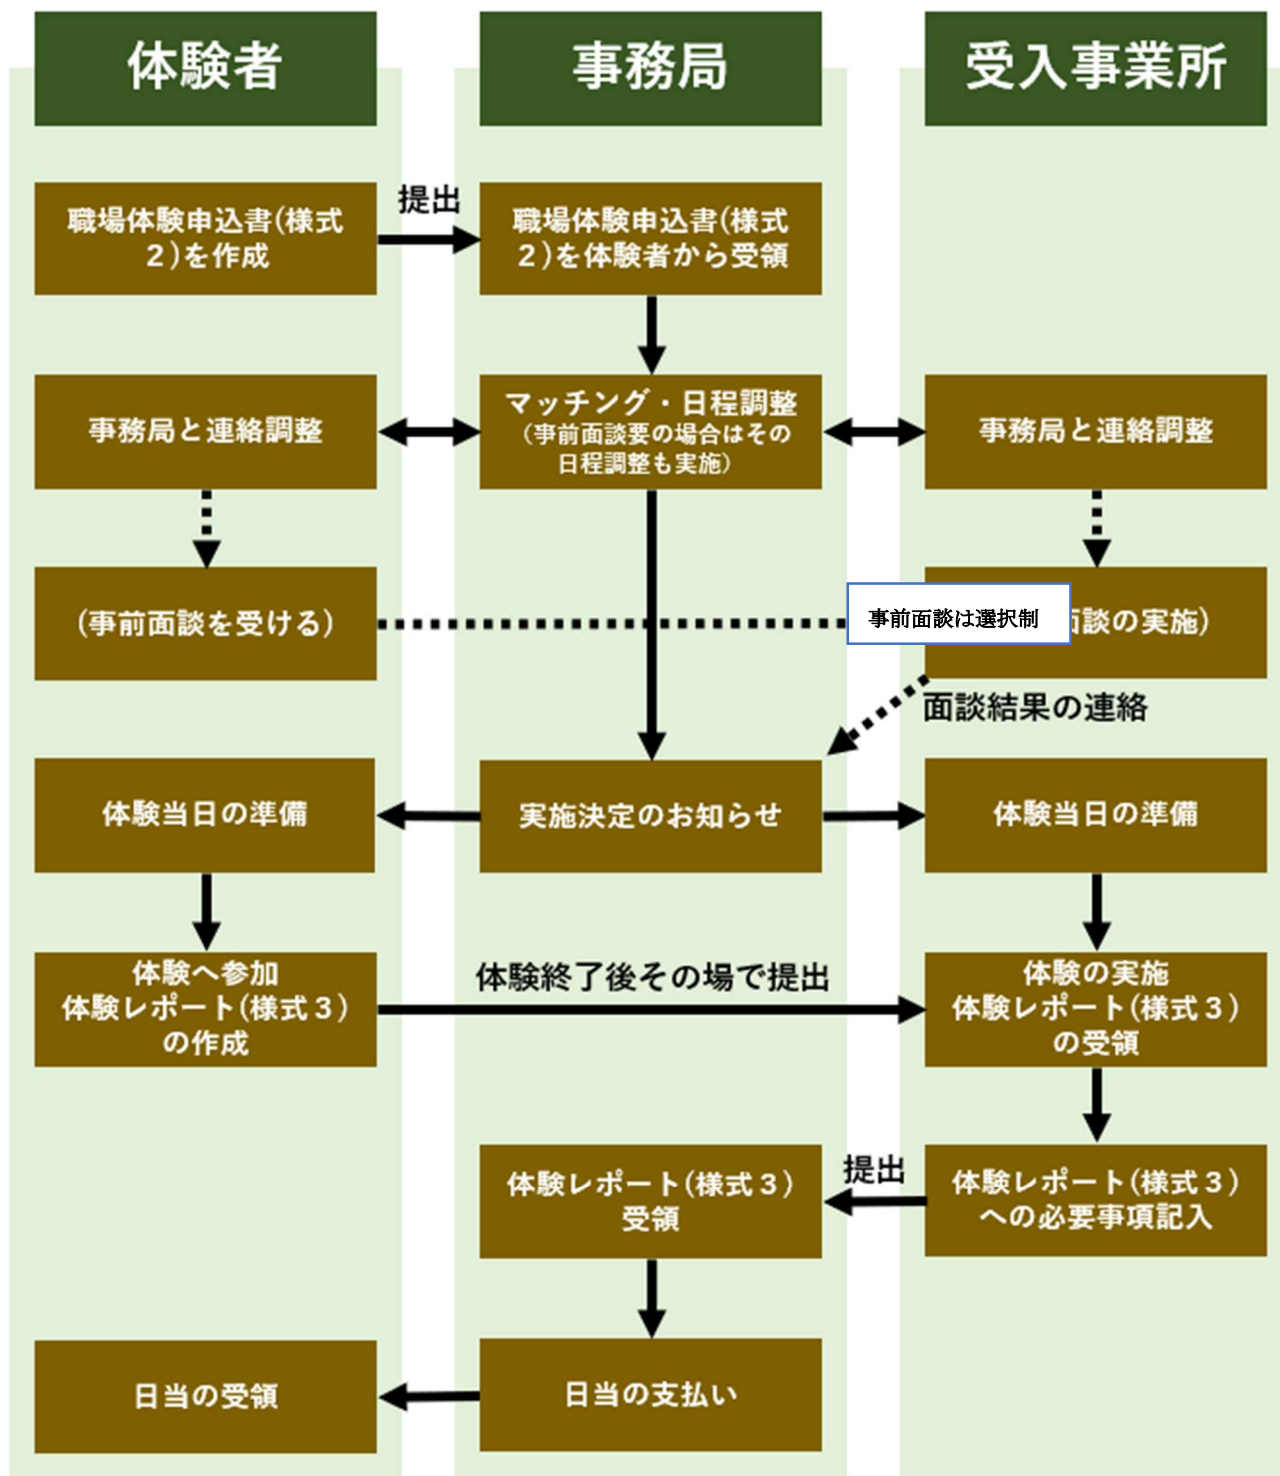 体験者
事務局
受入事業所
提出
職場体験申込書(様式
２)を作成
職場体験申込書(様式
２)を体験者から受領
事務局と連絡調整
マッチング・日程調整
（事前面談要の場合はその
日程調整も実施）
事務局と連絡調整
(事前面談を受ける)
事前面談は選択制
面談の実施)
面談結果の連絡
体験当日の準備
実施決定のお知らせ
体験当日の準備
体験へ参加
体験レポート(様式３)
の作成
体験終了後その場で提出
体験の実施
体験レポート(様式３)
の受領
体験レポート(様式３)
受領
提出
体験レポート(様式３)
への必要事項記入
日当の受領
日当の支払い